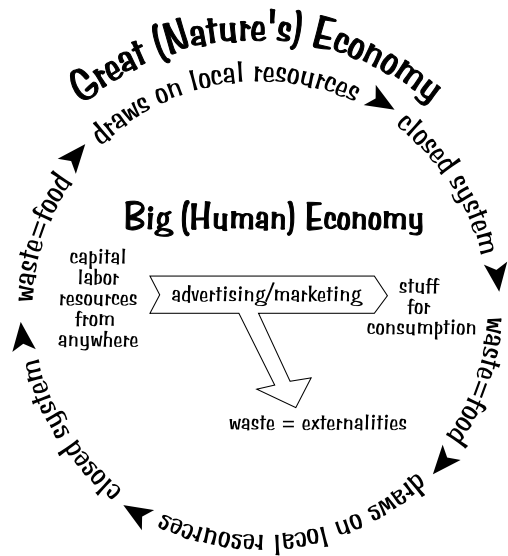 Great (Nature's) Economy
draws on local resources
closed system
waste=food
draws on local resources
closed system
waste=food
Big (Human) Economy
capital
labor
resources
from
anywhere
advertising/marketing
stuff
for
consumption
waste = externalities